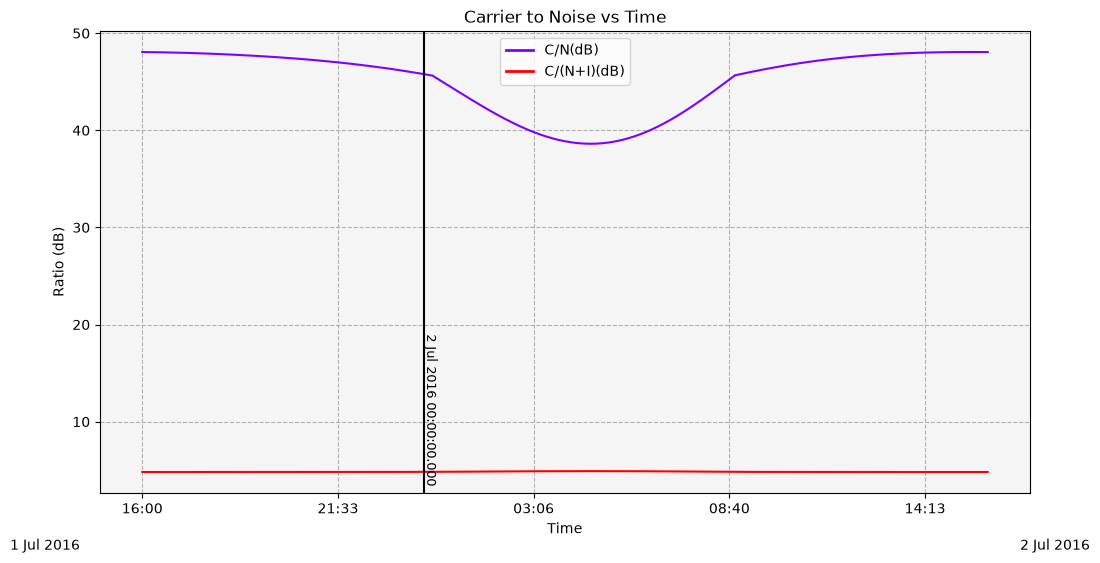 Carrier to Noise vs Time
C/N(dB)
C/(N+I)(dB)
Ratio (dB)
50
40
30
20
10
2 Jul 2016 00:00:00.000
16:00
21:33
03:06
08:40
14:13
Time
1 Jul 2016
2 Jul 2016